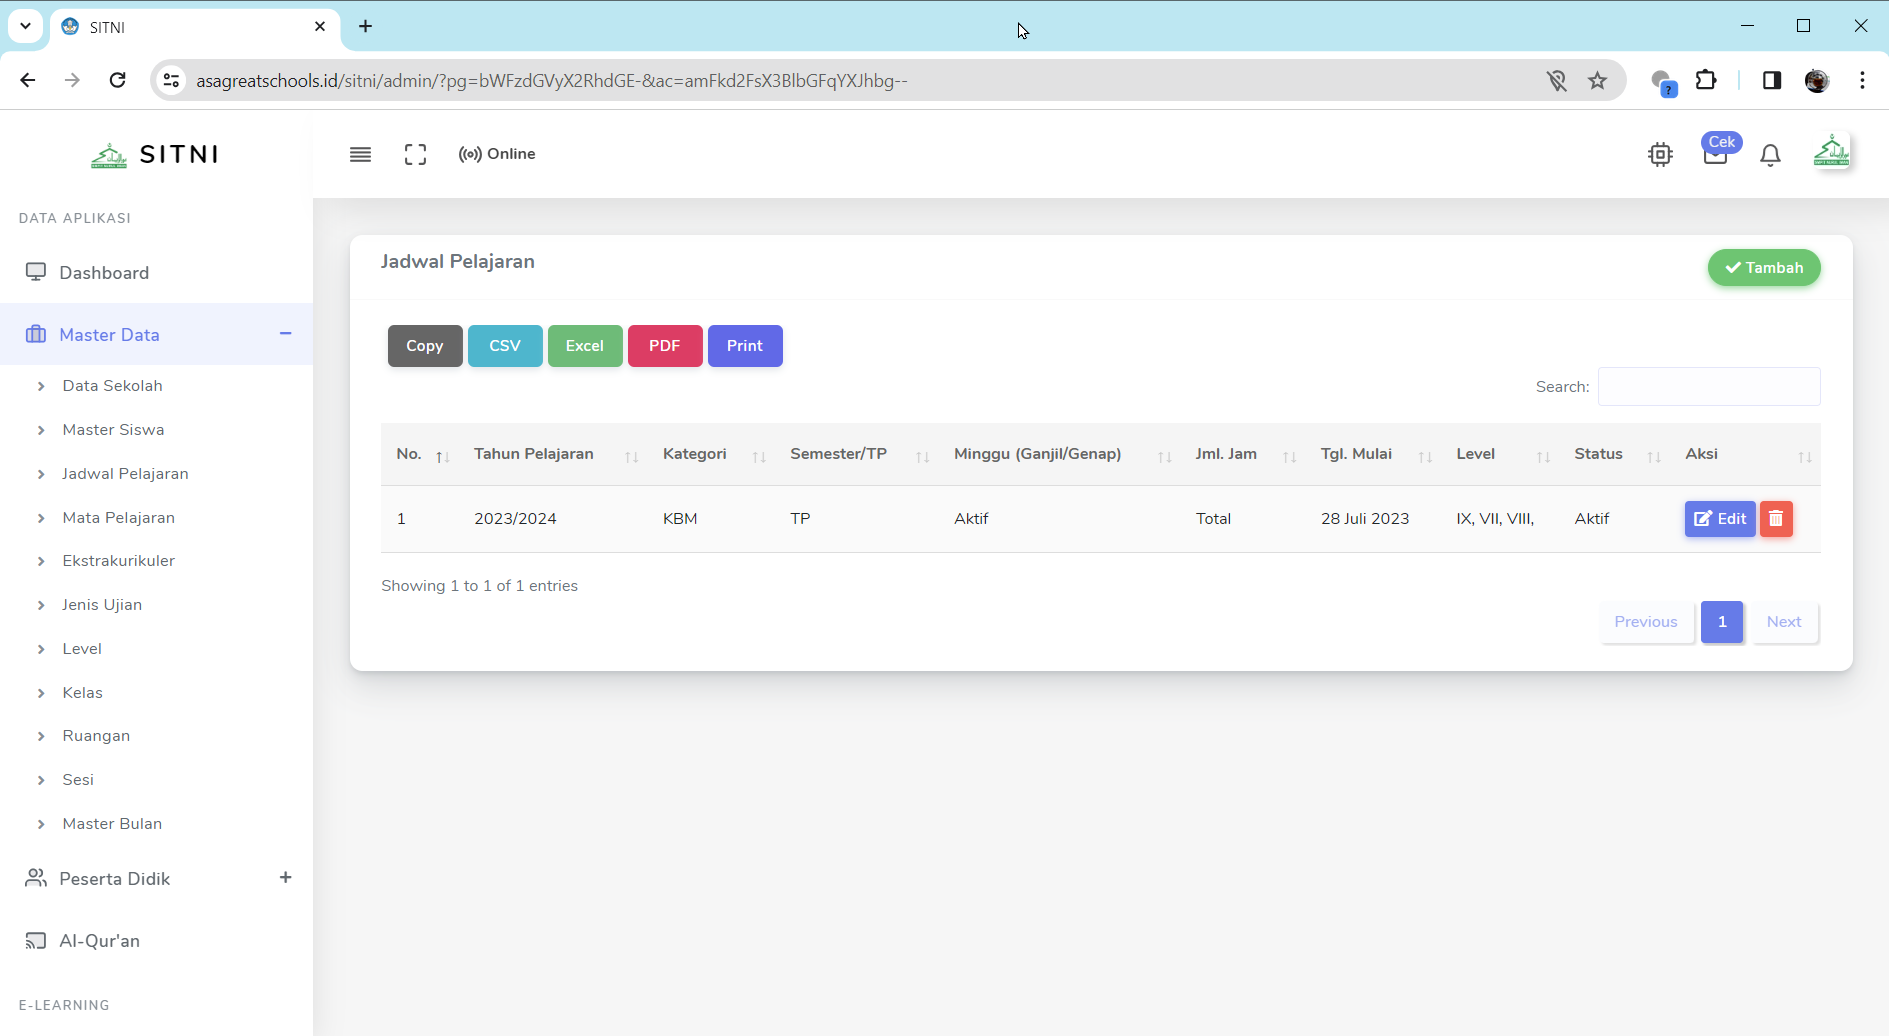 SITNI
asagreatschools.id/sitni/admin/?pg=bWFzdGVyX2RhdGE-&ac=amFkd2FsX3BlbGFqYXJhbg--
SITNI
Online
Cek
DATA APLIKASI
Dashboard
Master Data
Data Sekolah
Master Siswa
Jadwal Pelajaran
Mata Pelajaran
Ekstrakurikuler
Jenis Ujian
Level
Kelas
Ruangan
Sesi
Master Bulan
Peserta Didik
Al-Qur'an
E-LEARNING
Jadwal Pelajaran
Tambah
Copy CSV Excel PDF Print
Search:
No. Tahun Pelajaran Kategori Semester/TP Minggu (Ganjil/Genap) Jml. Jam Tgl. Mulai Level Status Aksi
1 2023/2024 KBM TP Aktif Total 28 Juli 2023 IX, VII, VIII, Aktif Edit
Showing 1 to 1 of 1 entries
Previous 1 Next